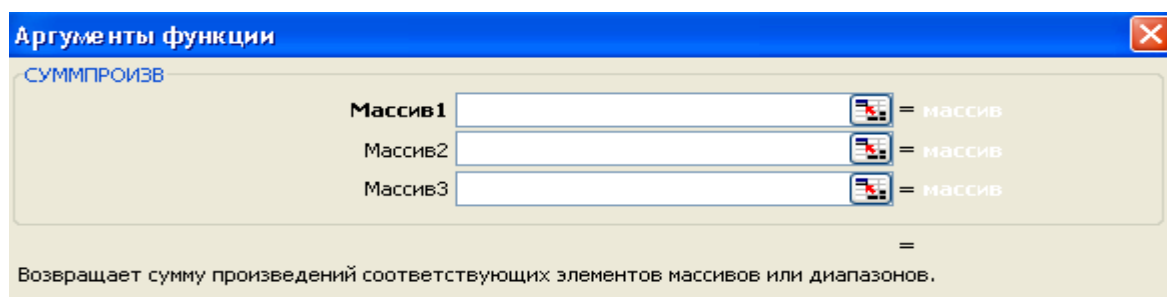 Аргументы функции
СУММПРОИЗВ
Массив1 = массив
Массив2 = массив
Массив3 = массив
=
Возвращает сумму произведений соответствующих элементов массивов или диапазонов.